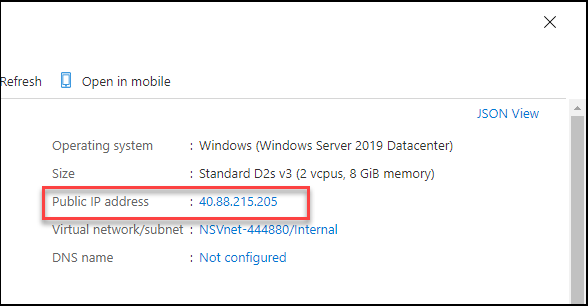 Refresh Open in mobile
JSON View
Operating system : Windows (Windows Server 2019 Datacenter)
Size : Standard D2s v3 (2 vcpus, 8 GiB memory)
Public IP address : 40.88.215.205
Virtual network/subnet : NSVnet-444880/Internal
DNS name : Not configured